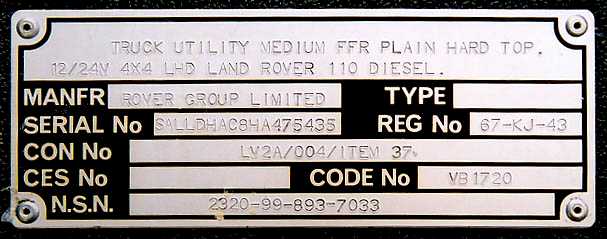 TRUCK UTILITY MEDIUM FFR PLAIN HARD TOP.
12/24V 4X4 LHD LAND ROVER 110 DIESEL.
MANFR ROVER GROUP LIMITED TYPE
SERIAL No SALLDHAC8HA475435 REG No 67-KJ-43
CON No LV2A/004/ITEM 37
CES No CODE No VB1720
N.S.N. 2320-99-893-7033